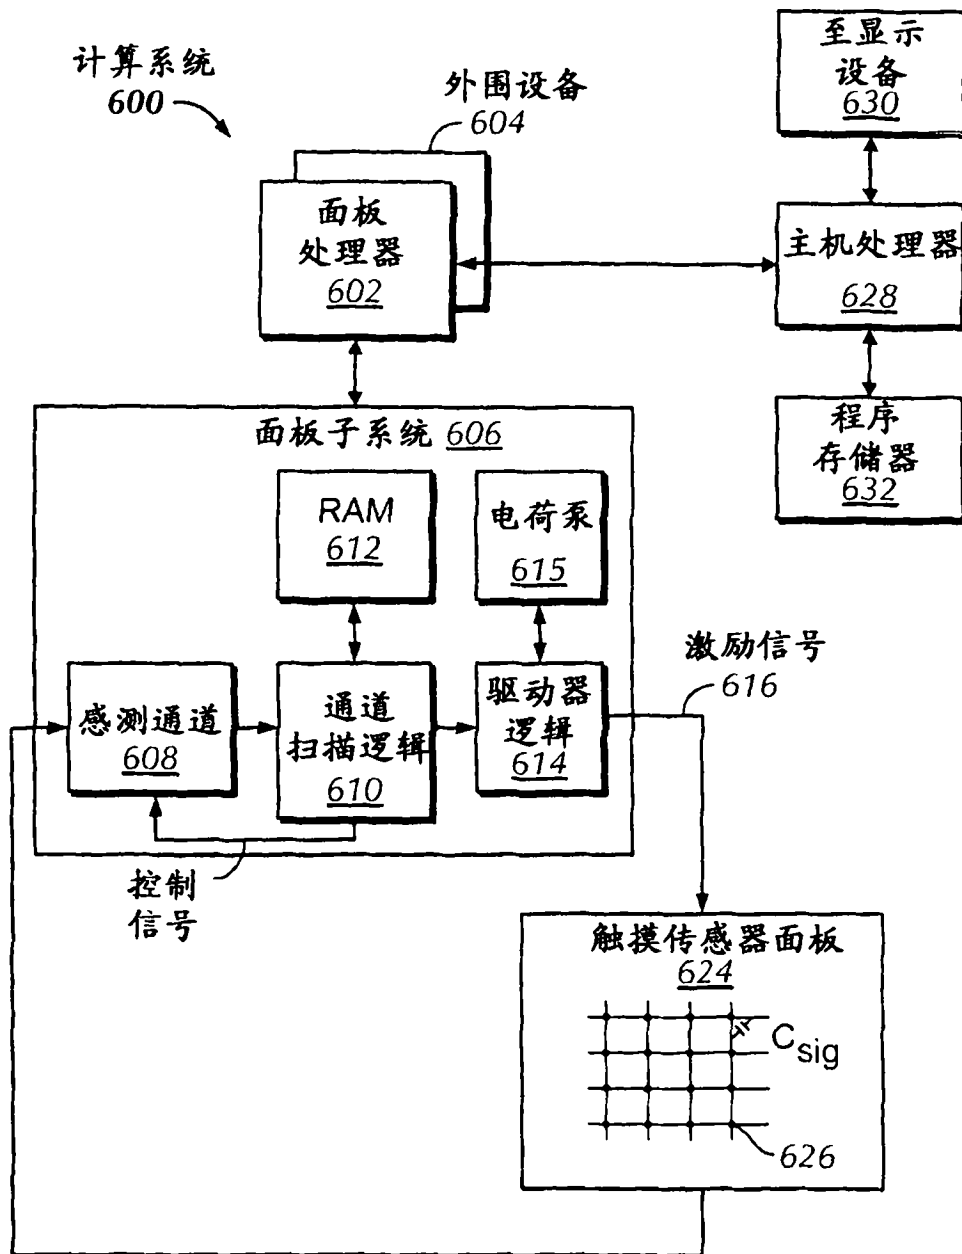 计算系统
600
外围设备
604
至显示
设备
630
面板
处理器
602
主机处理器
628
程序
存储器
632
面板子系统 606
RAM
612
电荷泵
615
激励信号
616
感测通道
608
通道
扫描逻辑
610
驱动器
逻辑
614
控制
信号
触摸传感器面板
624
Csig
626